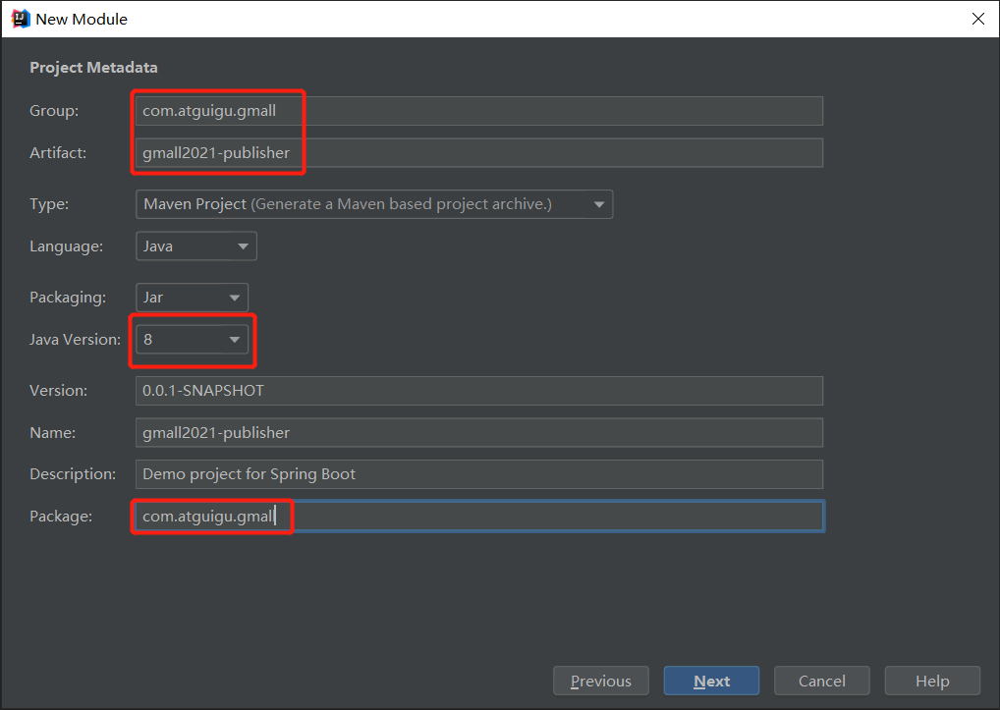 New Module
Project Metadata
Group: com.atguigu.gmall
Artifact: gmall2021-publisher
Type: Maven Project (Generate a Maven based project archive.)
Language: Java
Packaging: Jar
Java Version: 8
Version: 0.0.1-SNAPSHOT
Name: gmall2021-publisher
Description: Demo project for Spring Boot
Package: com.atguigu.gmall
Previous Next Cancel Help